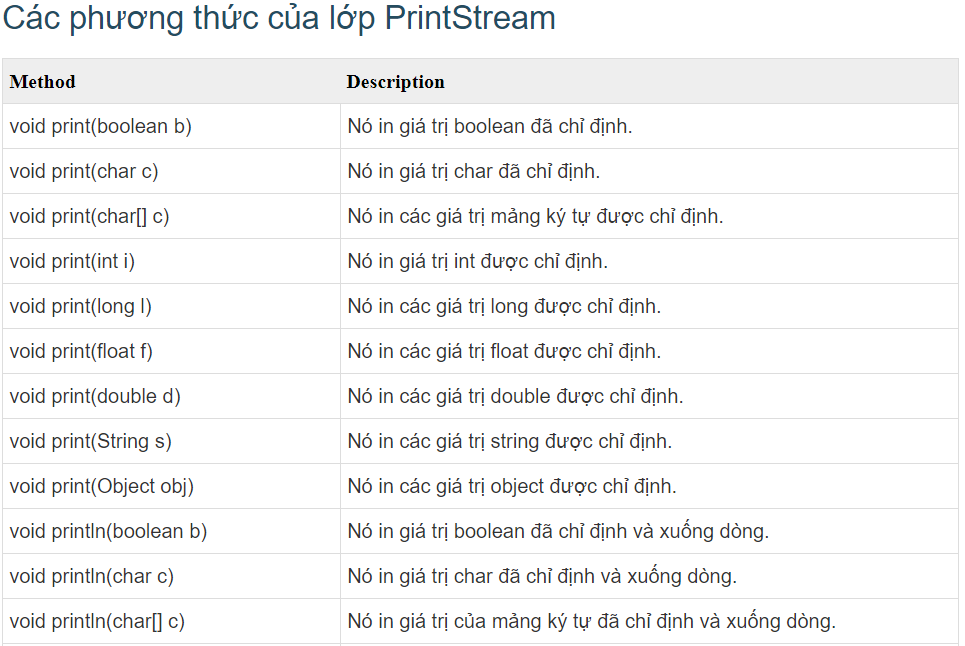 Các phương thức của lớp PrintStream
Method Description
void print(boolean b) Nó in giá trị boolean đã chỉ định.
void print(char c) Nó in giá trị char đã chỉ định.
void print(char[] c) Nó in các giá trị mảng ký tự được chỉ định.
void print(int i) Nó in giá trị int được chỉ định.
void print(long l) Nó in các giá trị long được chỉ định.
void print(float f) Nó in các giá trị float được chỉ định.
void print(double d) Nó in các giá trị double được chỉ định.
void print(String s) Nó in các giá trị string được chỉ định.
void print(Object obj) Nó in các giá trị object được chỉ định.
void println(boolean b) Nó in giá trị boolean đã chỉ định và xuống dòng.
void println(char c) Nó in giá trị char đã chỉ định và xuống dòng.
void println(char[] c) Nó in giá trị của mảng ký tự đã chỉ định và xuống dòng.